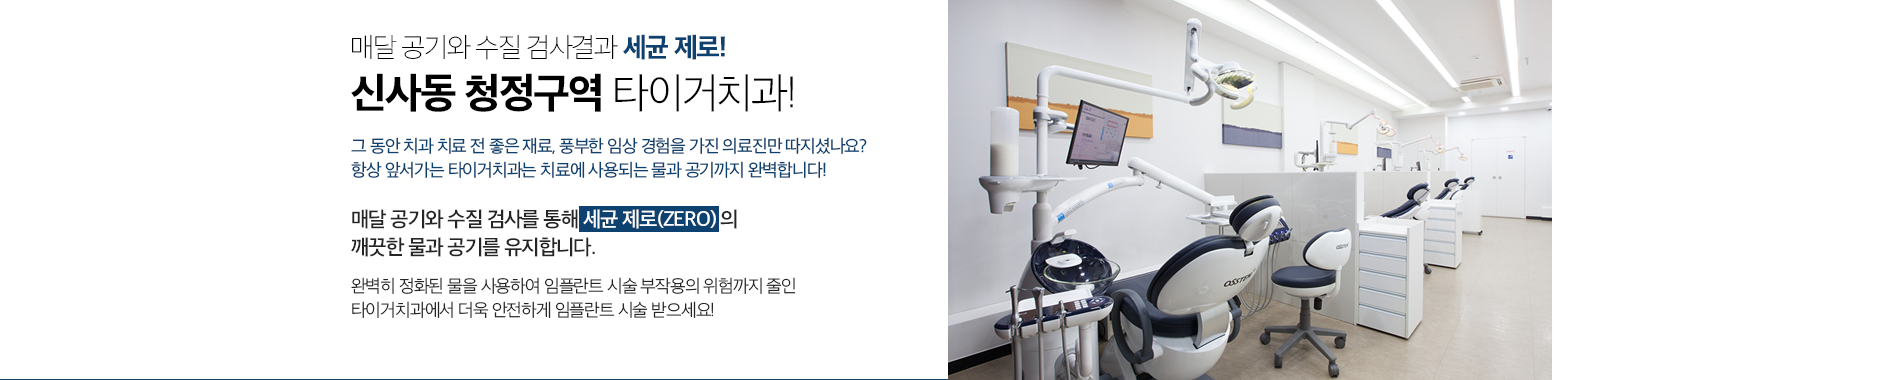 매달 공기와 수질 검사결과 세균 제로!
신사동 청정구역 타이거치과!
그 동안 치과 치료 전 좋은 재료, 풍부한 임상 경험을 가진 의료진만 따지셨나요?
항상 앞서가는 타이거치과는 치료에 사용되는 물과 공기까지 완벽합니다!
매달 공기와 수질 검사를 통해 세균 제로(ZERO)의
깨끗한 물과 공기를 유지합니다.
완벽히 정화된 물을 사용하여 임플란트 시술 부작용의 위험까지 줄인
타이거치과에서 더욱 안전하게 임플란트 시술 받으세요!
OSSTEM